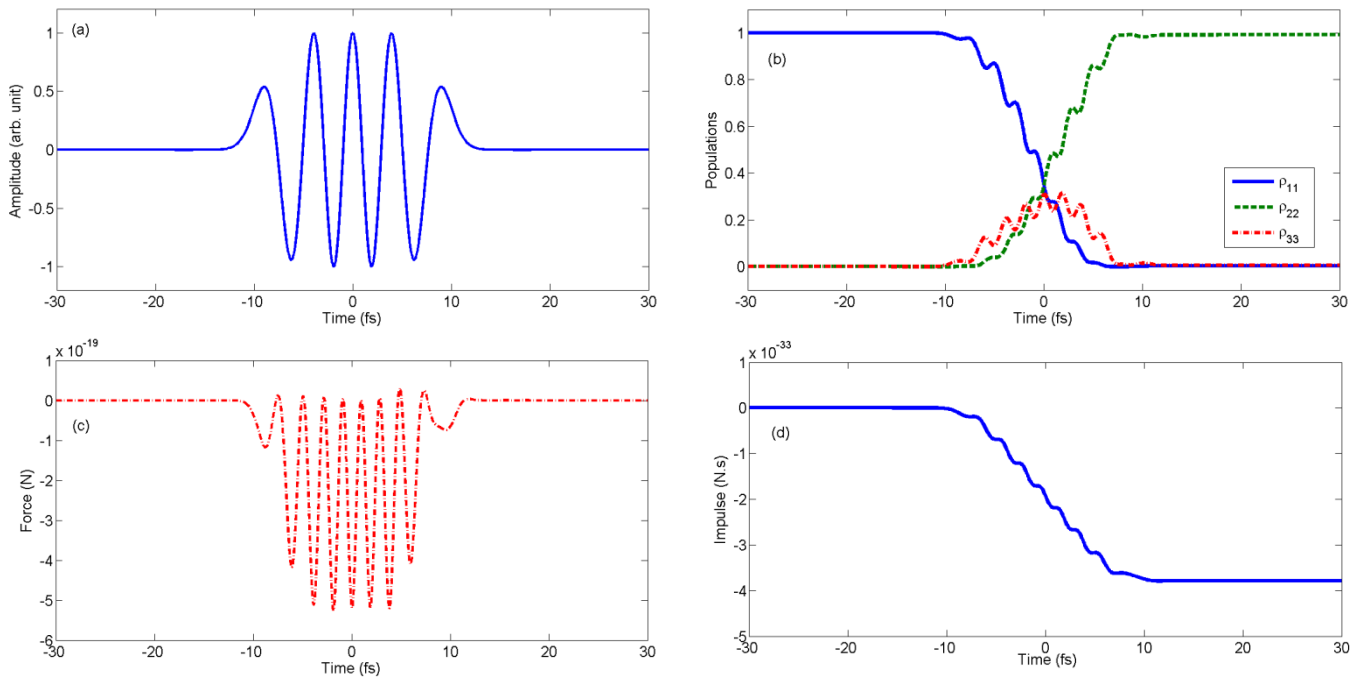 (a)
Amplitude (arb. unit)
1
0.5
0
-0.5
-1
-30 -20 -10 0 10 20 30
Time (fs)
(b)
Populations
1
0.8
0.6
0.4
0.2
0
ρ11
ρ22
ρ33
-30 -20 -10 0 10 20 30
Time (fs)
x 10^-19
(c)
Force (N)
1
0
-1
-2
-3
-4
-5
-6
-30 -20 -10 0 10 20 30
Time (fs)
x 10^-33
(d)
Impulse (N.s)
1
0
-1
-2
-3
-4
-5
-30 -20 -10 0 10 20 30
Time (fs)